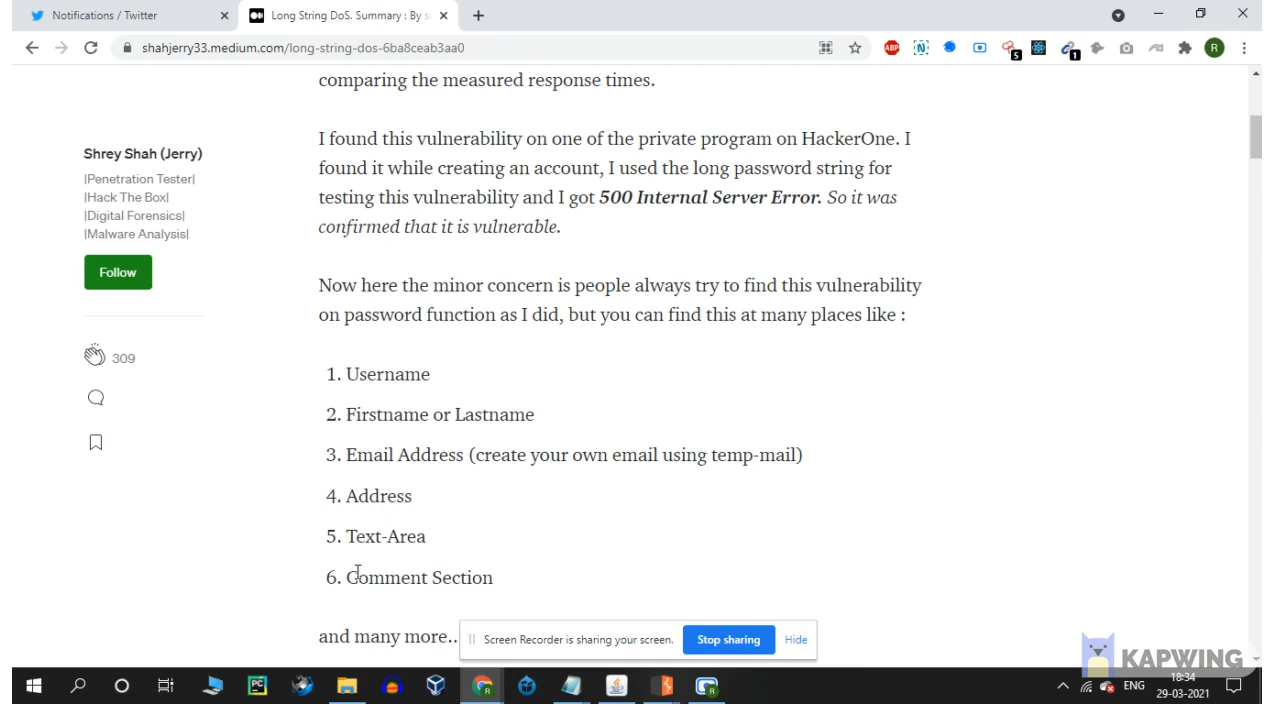 Notifications / Twitter
Long String DoS. Summary : By s
shahjerry33.medium.com/long-string-dos-6ba8ceab3aa0
ABP
N
5
1
R
comparing the measured response times.
Shrey Shah (Jerry)
|Penetration Tester|
|Hack The Box|
|Digital Forensics|
|Malware Analysis|
Follow
309
I found this vulnerability on one of the private program on HackerOne. I
found it while creating an account, I used the long password string for
testing this vulnerability and I got 500 Internal Server Error. So it was
confirmed that it is vulnerable.
Now here the minor concern is people always try to find this vulnerability
on password function as I did, but you can find this at many places like :
1. Username
2. Firstname or Lastname
3. Email Address (create your own email using temp-mail)
4. Address
5. Text-Area
6. Comment Section
and many more..
Screen Recorder is sharing your screen.
Stop sharing
Hide
KAPWING
PC
R
R
ENG
18:34
29-03-2021